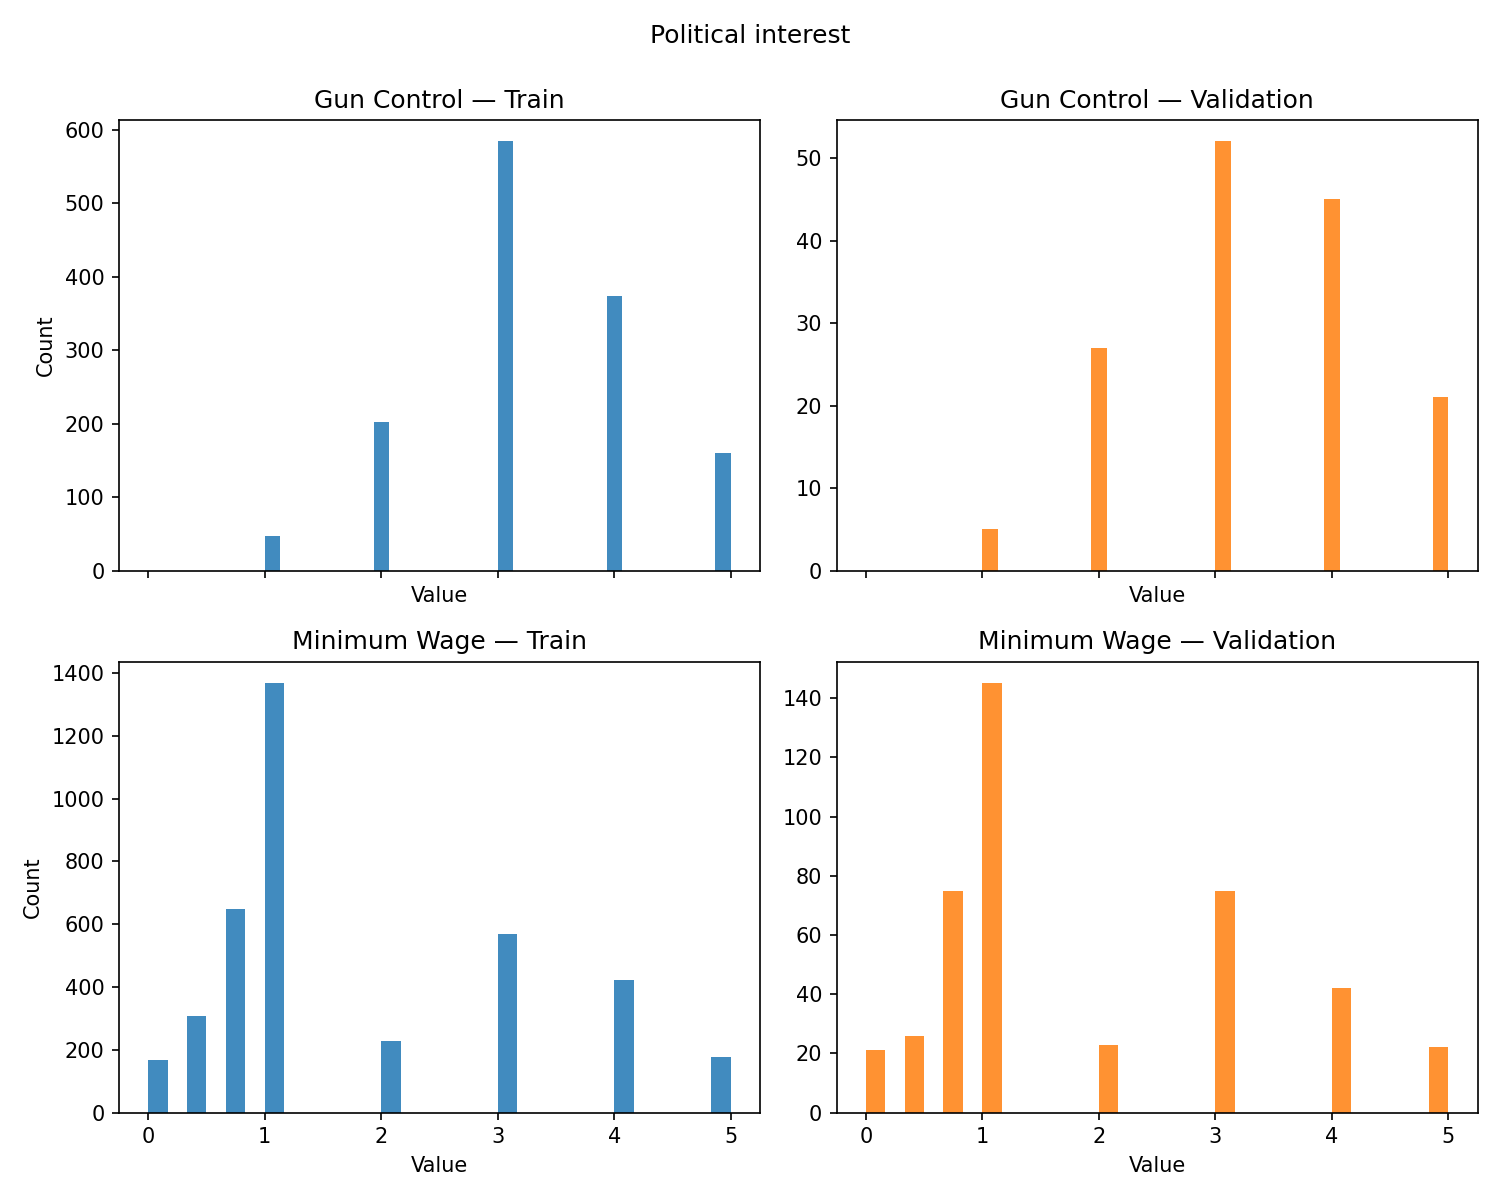 Political interest
Gun Control — Train
Gun Control — Validation
600
500
400
300
200
100
0
Count
Value
50
40
30
20
10
0
Value
Minimum Wage — Train
Minimum Wage — Validation
1400
1200
1000
800
600
400
200
0
Count
0 1 2 3 4 5
Value
140
120
100
80
60
40
20
0
0 1 2 3 4 5
Value